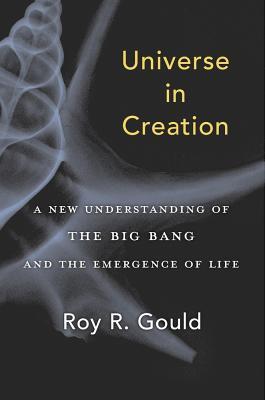 Universe
in
Creation
A NEW UNDERSTANDING OF
THE BIG BANG
AND THE EMERGENCE OF LIFE
Roy R. Gould